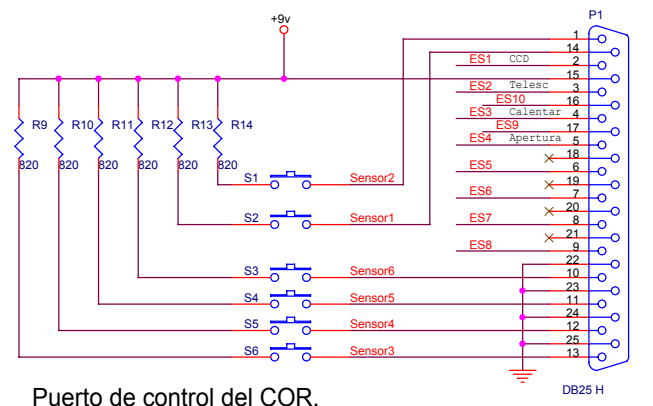 +9v
P1
1
14
ES1 CCD 2
15
ES2 Telesc 3
ES10 16
ES3 Calentar 4
ES9 17
ES4 Apertura 5
18
ES5 6
19
ES6 7
20
ES7 8
21
ES8 9
22
10
23
11
24
12
25
13
R9 R10 R11 R12 R13 R14
820 820 820 820 820 820
S1 Sensor2
S2 Sensor1
S3 Sensor6
S4 Sensor5
S5 Sensor4
S6 Sensor3
DB25 H
Puerto de control del COR.